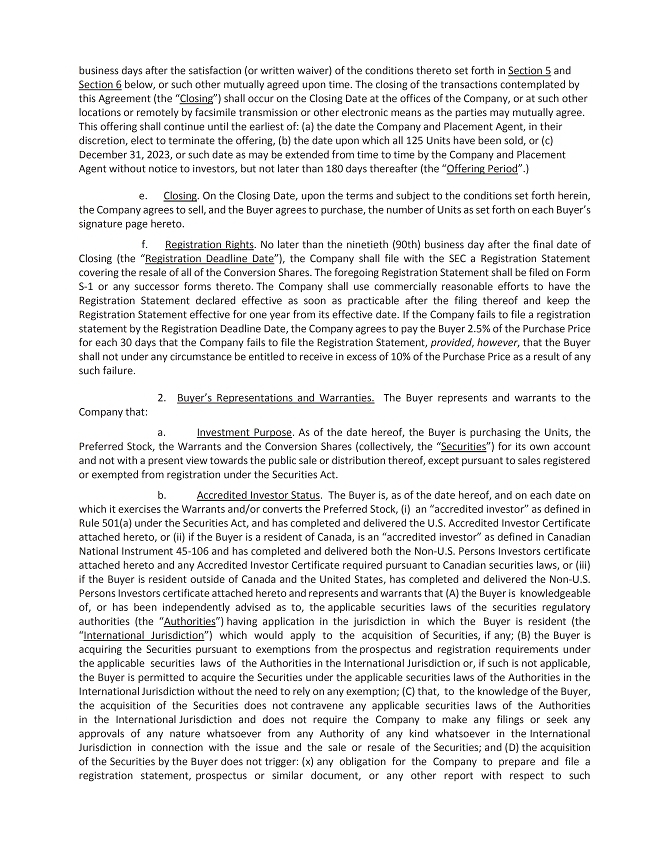 business days after the satisfaction (or written waiver) of the conditions thereto set forth in Section 5 and
Section 6 below, or such other mutually agreed upon time. The closing of the transactions contemplated by
this Agreement (the “Closing”) shall occur on the Closing Date at the offices of the Company, or at such other
locations or remotely by facsimile transmission or other electronic means as the parties may mutually agree.
This offering shall continue until the earliest of: (a) the date the Company and Placement Agent, in their
discretion, elect to terminate the offering, (b) the date upon which all 125 Units have been sold, or (c)
December 31, 2023, or such date as may be extended from time to time by the Company and Placement
Agent without notice to investors, but not later than 180 days thereafter (the “Offering Period”.)
e. Closing. On the Closing Date, upon the terms and subject to the conditions set forth herein,
the Company agrees to sell, and the Buyer agrees to purchase, the number of Units as set forth on each Buyer’s
signature page hereto.
f. Registration Rights. No later than the ninetieth (90th) business day after the final date of
Closing (the “Registration Deadline Date”), the Company shall file with the SEC a Registration Statement
covering the resale of all of the Conversion Shares. The foregoing Registration Statement shall be filed on Form
S-1 or any successor forms thereto. The Company shall use commercially reasonable efforts to have the
Registration Statement declared effective as soon as practicable after the filing thereof and keep the
Registration Statement effective for one year from its effective date. If the Company fails to file a registration
statement by the Registration Deadline Date, the Company agrees to pay the Buyer 2.5% of the Purchase Price
for each 30 days that the Company fails to file the Registration Statement, provided, however, that the Buyer
shall not under any circumstance be entitled to receive in excess of 10% of the Purchase Price as a result of any
such failure.
2. Buyer’s Representations and Warranties. The Buyer represents and warrants to the
Company that:
a. Investment Purpose. As of the date hereof, the Buyer is purchasing the Units, the
Preferred Stock, the Warrants and the Conversion Shares (collectively, the “Securities”) for its own account
and not with a present view towards the public sale or distribution thereof, except pursuant to sales registered
or exempted from registration under the Securities Act.
b. Accredited Investor Status. The Buyer is, as of the date hereof, and on each date on
which it exercises the Warrants and/or converts the Preferred Stock, (i) an “accredited investor” as defined in
Rule 501(a) under the Securities Act, and has completed and delivered the U.S. Accredited Investor Certificate
attached hereto, or (ii) if the Buyer is a resident of Canada, is an “accredited investor” as defined in Canadian
National Instrument 45-106 and has completed and delivered both the Non-U.S. Persons Investors certificate
attached hereto and any Accredited Investor Certificate required pursuant to Canadian securities laws, or (iii)
if the Buyer is resident outside of Canada and the United States, has completed and delivered the Non-U.S.
Persons Investors certificate attached hereto and represents and warrants that (A) the Buyer is knowledgeable
of, or has been independently advised as to, the applicable securities laws of the securities regulatory
authorities (the “Authorities”) having application in the jurisdiction in which the Buyer is resident (the
“International Jurisdiction”) which would apply to the acquisition of Securities, if any; (B) the Buyer is
acquiring the Securities pursuant to exemptions from the prospectus and registration requirements under
the applicable securities laws of the Authorities in the International Jurisdiction or, if such is not applicable,
the Buyer is permitted to acquire the Securities under the applicable securities laws of the Authorities in the
International Jurisdiction without the need to rely on any exemption; (C) that, to the knowledge of the Buyer,
the acquisition of the Securities does not contravene any applicable securities laws of the Authorities
in the International Jurisdiction and does not require the Company to make any filings or seek any
approvals of any nature whatsoever from any Authority of any kind whatsoever in the International
Jurisdiction in connection with the issue and the sale or resale of the Securities; and (D) the acquisition
of the Securities by the Buyer does not trigger: (x) any obligation for the Company to prepare and file a
registration statement, prospectus or similar document, or any other report with respect to such